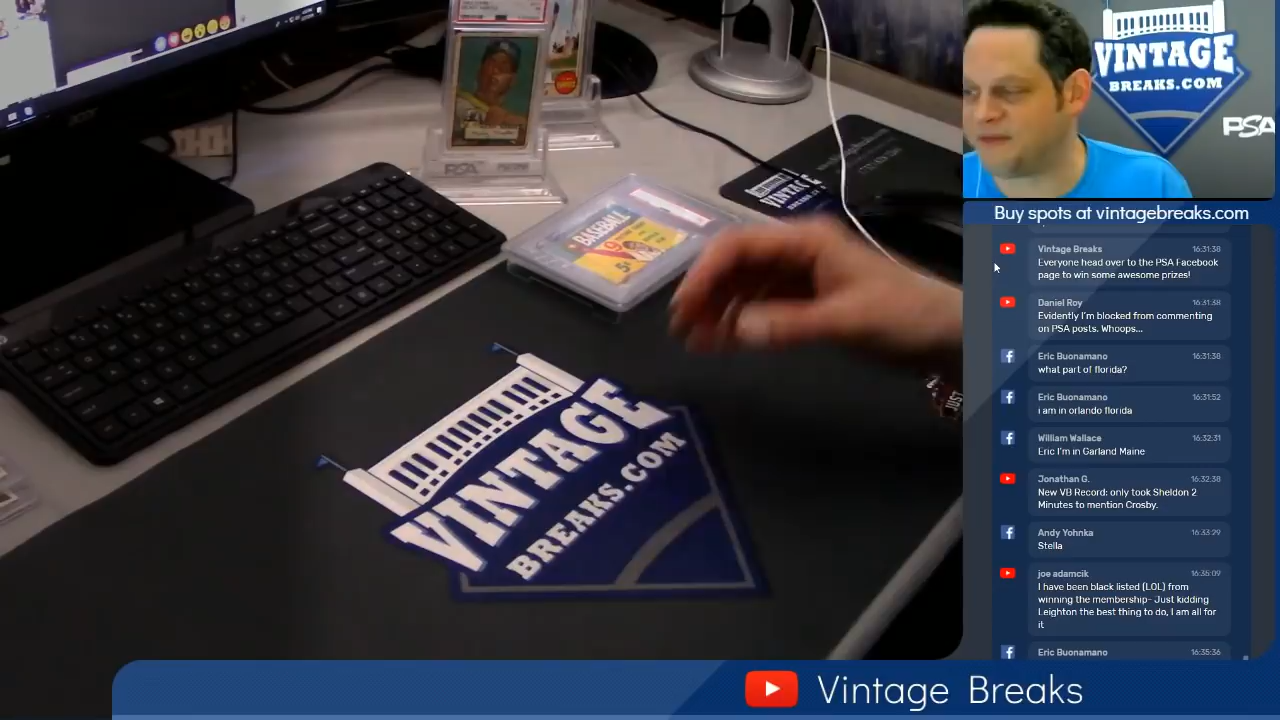 VINTAGE
BREAKS.COM
PSA
Buy spots at vintagebreaks.com
Vintage Breaks 16:31:38
Everyone head over to the PSA Facebook
page to win some awesome prizes!
Daniel Roy 16:31:38
Evidently I'm blocked from commenting
on PSA posts. Whoops...
Eric Buonamano 16:31:38
what part of florida?
Eric Buonamano 16:31:52
i am in orlando florida
William Wallace 16:32:31
Eric I'm in Garland Maine
Jonathan G. 16:32:38
New VB Record: only took Sheldon 2
Minutes to mention Crosby.
Andy Yohnka 16:33:29
Stella
joe adamcik 16:35:09
I have been black listed (LOL) from
winning the membership- Just kidding
Leighton the best thing to do, I am all for
it
Eric Buonamano 16:35:36
acer
PSA
BASEBALL
5¢
VINTAGE
JUST
VINTAGE
BREAKS.COM
Vintage Breaks